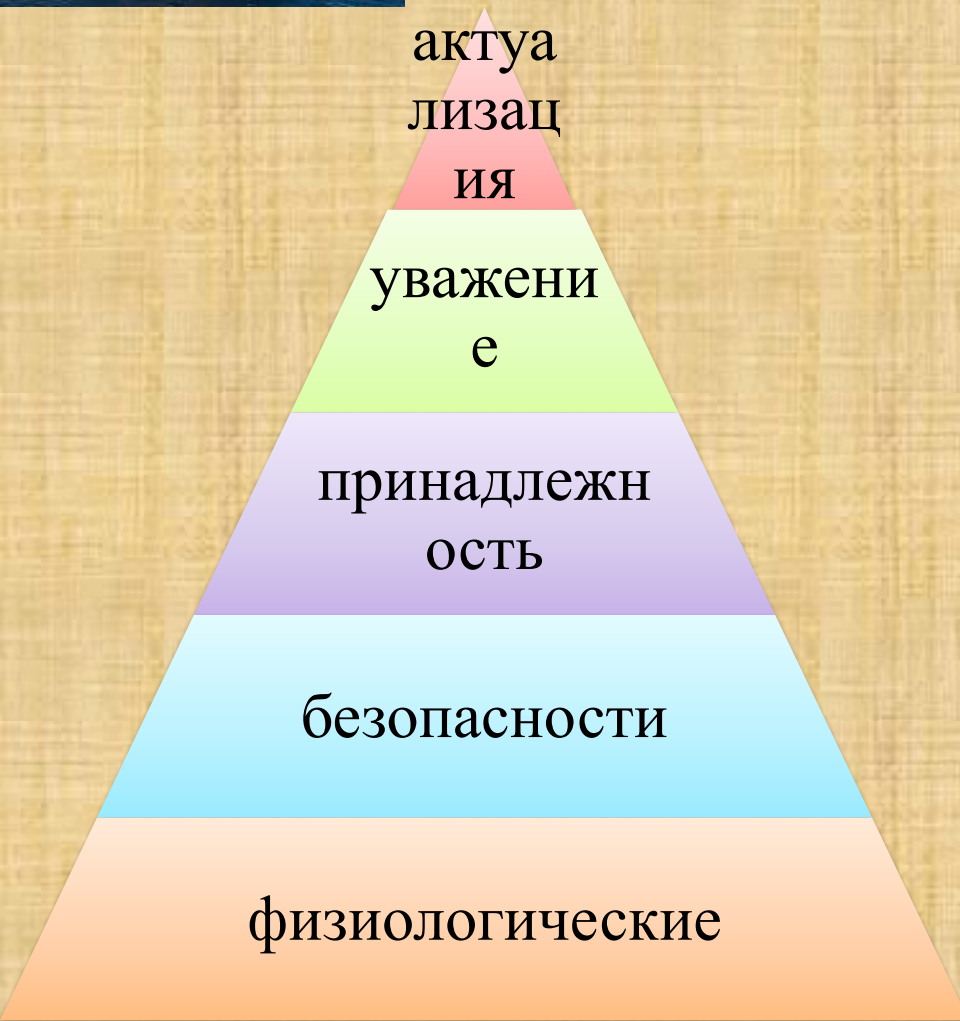 актуа
лизац
ия
уважени
е
принадлежн
ость
безопасности
физиологические